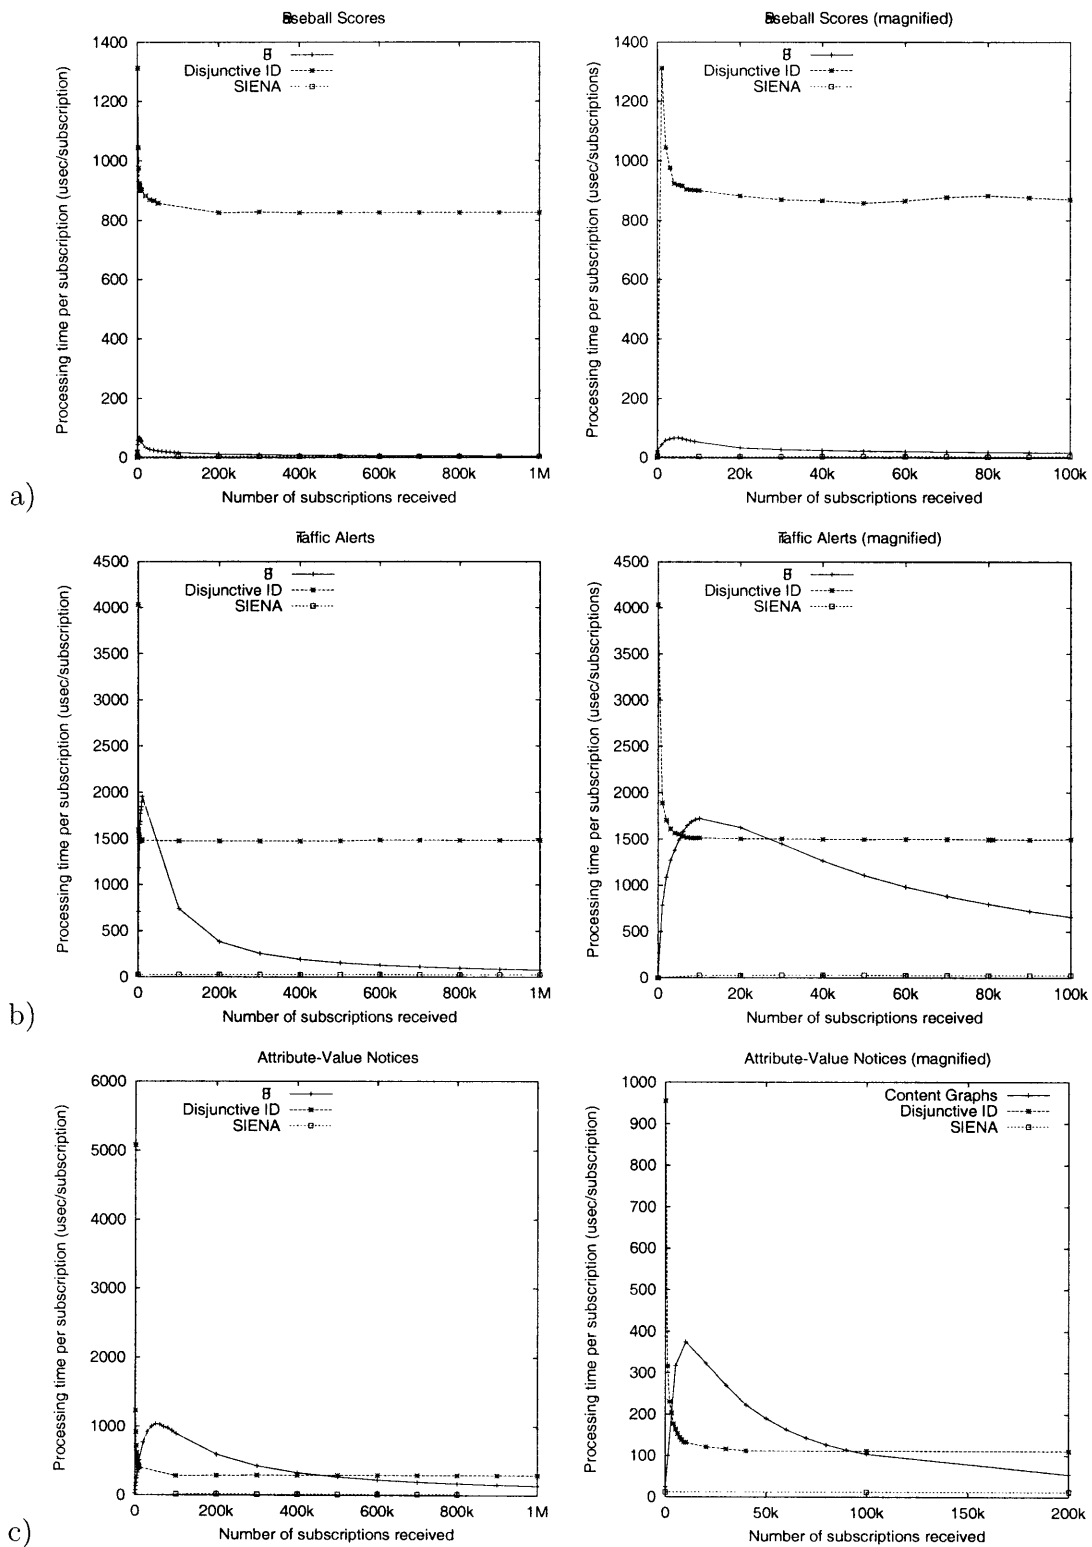 Baseball Scores
Processing time per subscription (usec/subscription)
1400
1200
1000
800
600
400
200
0
Disjunctive ID
SIENA
0
200k
400k
600k
800k
1M
Number of subscriptions received
a)
Baseball Scores (magnified)
Processing time per subscription (usec/subscriptions)
1400
1200
1000
800
600
400
200
0
Disjunctive ID
SIENA
0
20k
40k
60k
80k
100k
Number of subscriptions received
Traffic Alerts
Processing time per subscription (usec/subscription)
4500
4000
3500
3000
2500
2000
1500
1000
500
0
Disjunctive ID
SIENA
0
200k
400k
600k
800k
1M
Number of subscriptions received
b)
Traffic Alerts (magnified)
Processing time per subscription (usec/subscriptions)
4500
4000
3500
3000
2500
2000
1500
1000
500
0
Disjunctive ID
SIENA
0
20k
40k
60k
80k
100k
Number of subscriptions received
Attribute-Value Notices
Processing time per subscription (usec/subscription)
6000
5000
4000
3000
2000
1000
0
Disjunctive ID
SIENA
0
200k
400k
600k
800k
1M
Number of subscriptions received
c)
Attribute-Value Notices (magnified)
Processing time per subscription (usec/subscription)
1000
900
800
700
600
500
400
300
200
100
0
Content Graphs
Disjunctive ID
SIENA
0
50k
100k
150k
200k
Number of subscriptions received